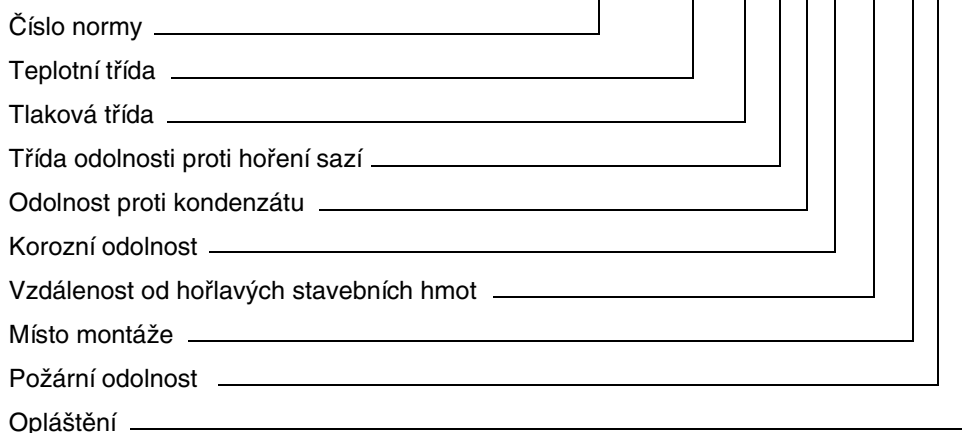 Číslo normy
Teplotní třída
Tlaková třída
Třída odolnosti proti hoření sazí
Odolnost proti kondenzátu
Korozní odolnost
Vzdálenost od hořlavých stavebních hmot
Místo montáže
Požární odolnost
Opláštění